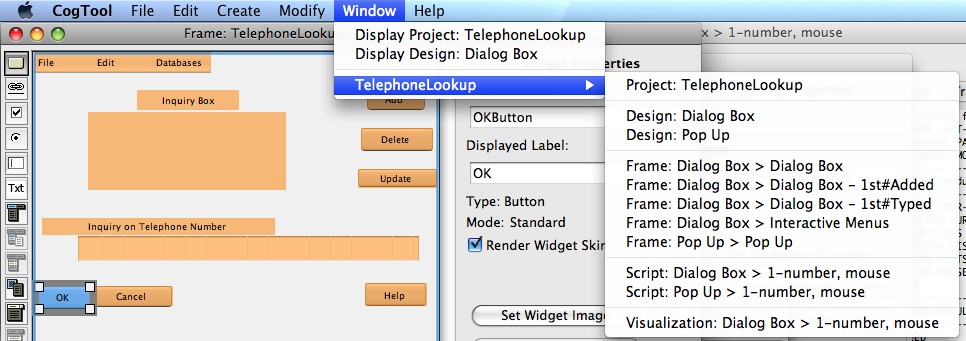 CogTool File Edit Create Modify Window Help
Frame: TelephoneLooku
> 1-number, mouse
Display Project: TelephoneLookup
Display Design: Dialog Box
TelephoneLookup
Project: TelephoneLookup
Design: Dialog Box
Design: Pop Up
Frame: Dialog Box > Dialog Box
Frame: Dialog Box > Dialog Box - 1st#Added
Frame: Dialog Box > Dialog Box - 1st#Typed
Frame: Dialog Box > Interactive Menus
Frame: Pop Up > Pop Up
Script: Dialog Box > 1-number, mouse
Script: Pop Up > 1-number, mouse
Visualization: Dialog Box > 1-number, mouse
File Edit Databases
Inquiry Box
Add
Delete
Update
Inquiry on Telephone Number
OK Cancel Help
Txt
Properties
OKButton
Displayed Label:
OK
Type: Button
Mode: Standard
Render Widget Skin
Set Widget Imag